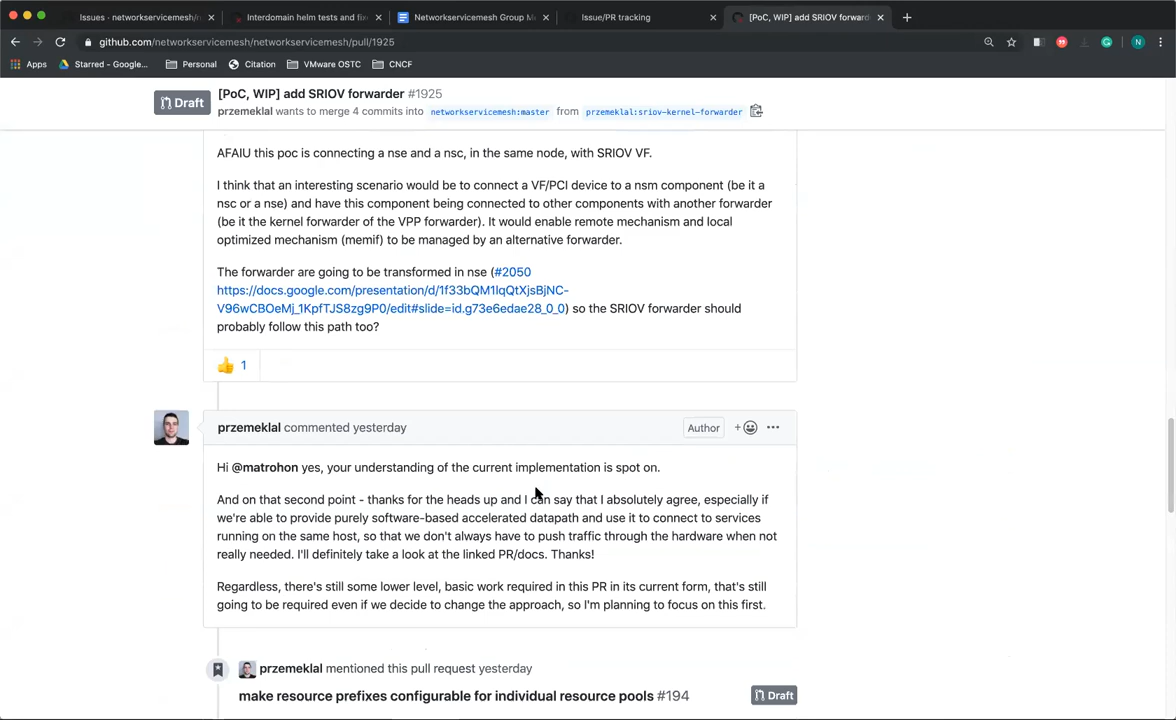 Issues · networkservicemesh/n
Interdomain helm tests and fix
Networkservicemesh Group M
Issue/PR tracking
[PoC, WIP] add SRIOV forward
github.com/networkservicemesh/networkservicemesh/pull/1925
N
Apps
Starred - Google...
Personal
Citation
VMware OSTC
CNCF
Draft
[PoC, WIP] add SRIOV forwarder #1925
przemeklal wants to merge 4 commits into networkservicemesh:master from przemeklal:sriov-kernel-forwarder
AFAIU this poc is connecting a nse and a nsc, in the same node, with SRIOV VF.
I think that an interesting scenario would be to connect a VF/PCI device to a nsm component (be it a
nsc or a nse) and have this component being connected to other components with another forwarder
(be it the kernel forwarder of the VPP forwarder). It would enable remote mechanism and local
optimized mechanism (memif) to be managed by an alternative forwarder.
The forwarder are going to be transformed in nse (#2050
https://docs.google.com/presentation/d/1f33bQM1IqQtXjsBjNC-
V96wCBOeMj_1KpfTJS8zg9P0/edit#slide=id.g73e6edae28_0_0) so the SRIOV forwarder should
probably follow this path too?
👍 1
przemeklal commented yesterday
Author
Hi @matrohon yes, your understanding of the current implementation is spot on.
And on that second point - thanks for the heads up and I can say that I absolutely agree, especially if
we're able to provide purely software-based accelerated datapath and use it to connect to services
running on the same host, so that we don't always have to push traffic through the hardware when not
really needed. I'll definitely take a look at the linked PR/docs. Thanks!
Regardless, there's still some lower level, basic work required in this PR in its current form, that's still
going to be required even if we decide to change the approach, so I'm planning to focus on this first.
przemeklal mentioned this pull request yesterday
make resource prefixes configurable for individual resource pools #194
Draft